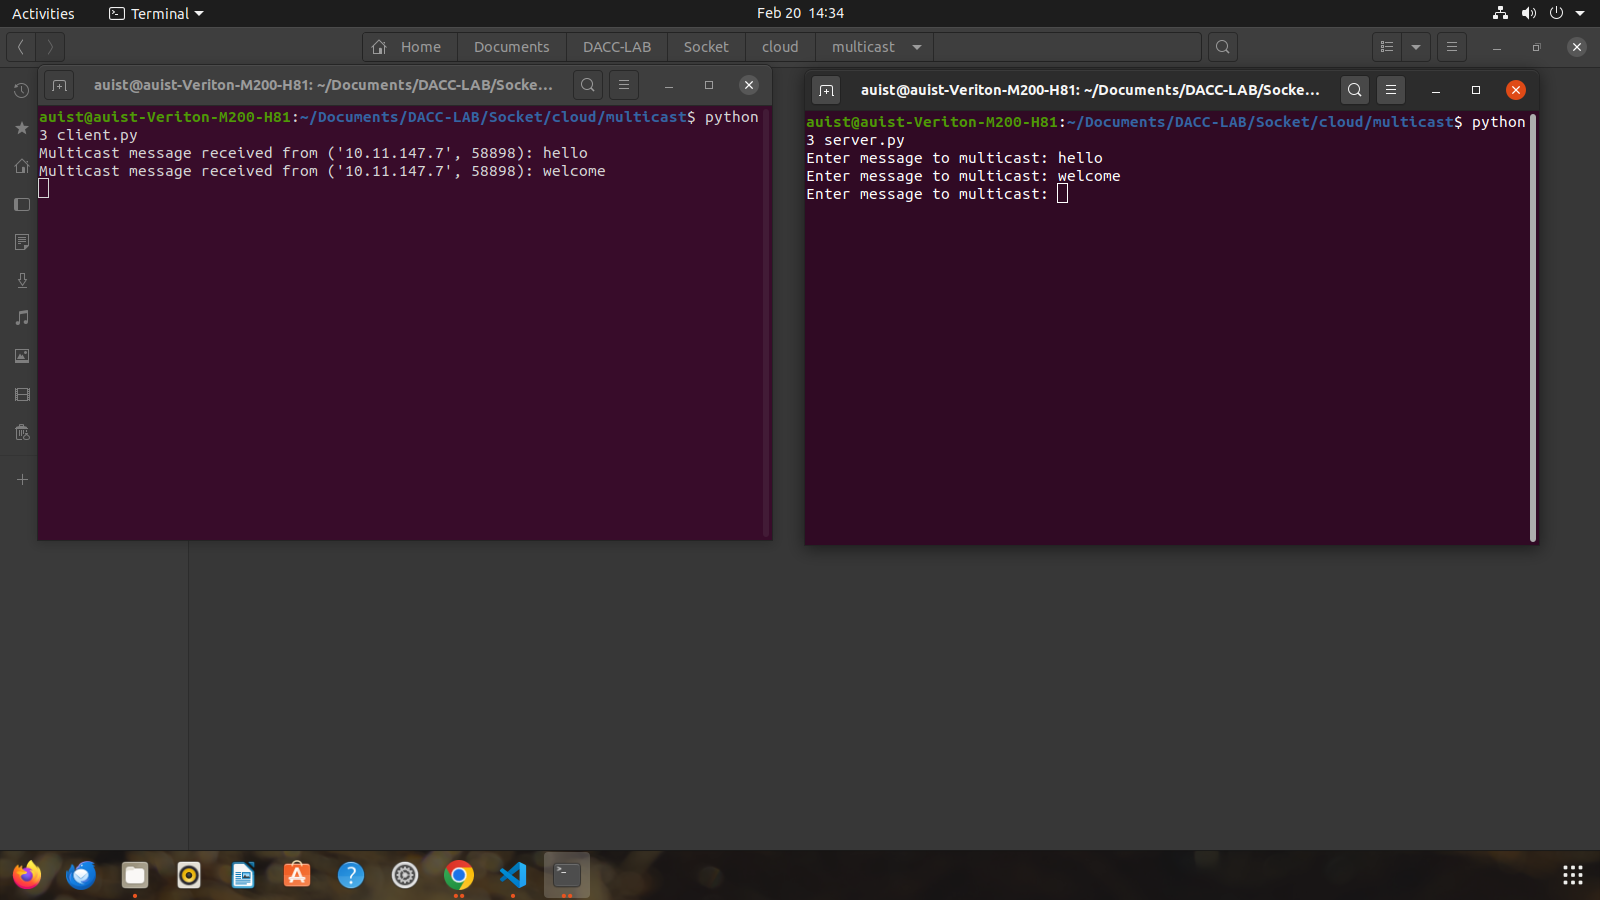 Activities
Terminal
Feb 20 14:34
Home
Documents
DACC-LAB
Socket
cloud
multicast
auist@auist-Veriton-M200-H81: ~/Documents/DACC-LAB/Socke...
auist@auist-Veriton-M200-H81:~/Documents/DACC-LAB/Socket/cloud/multicast$ python
3 client.py
Multicast message received from ('10.11.147.7', 58898): hello
Multicast message received from ('10.11.147.7', 58898): welcome
auist@auist-Veriton-M200-H81: ~/Documents/DACC-LAB/Socke...
auist@auist-Veriton-M200-H81:~/Documents/DACC-LAB/Socket/cloud/multicast$ python
3 server.py
Enter message to multicast: hello
Enter message to multicast: welcome
Enter message to multicast: